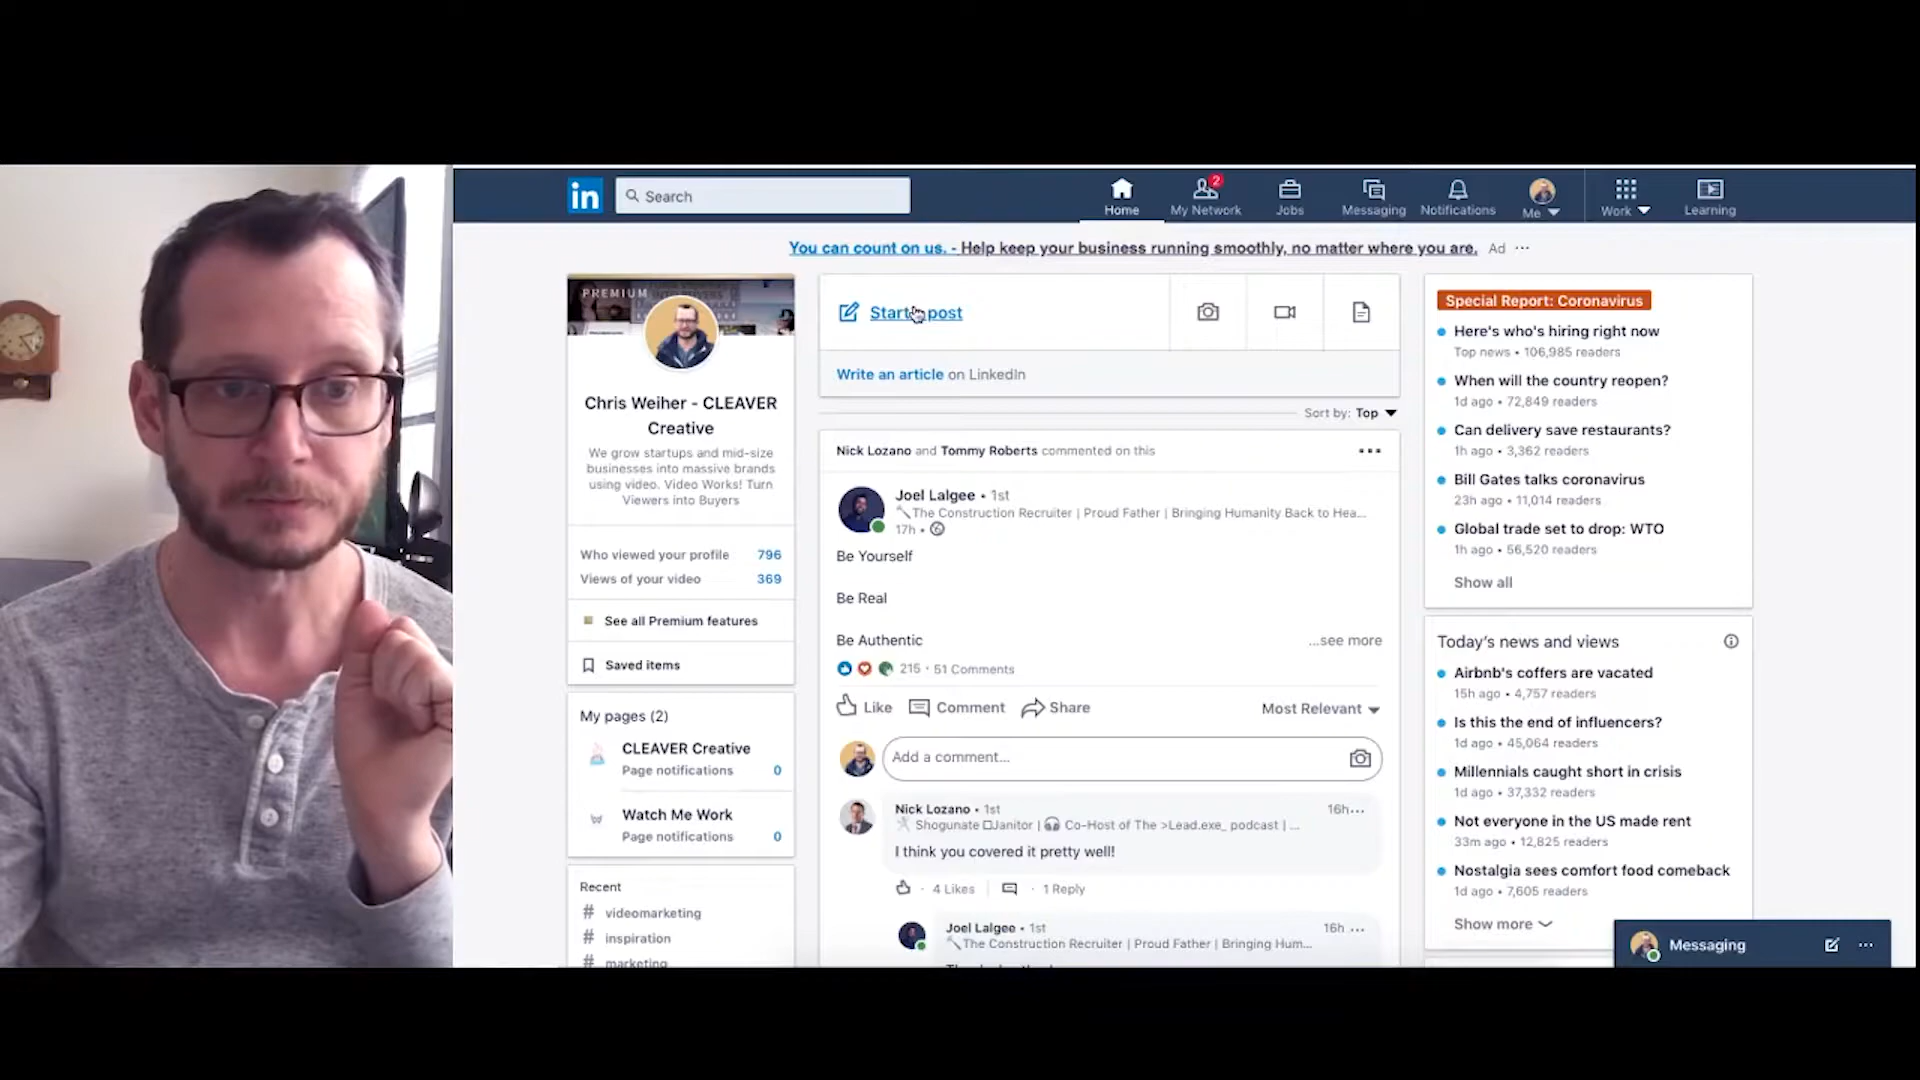 in
Search
Home
2
My Network
Jobs
Messaging
Notifications
Me
Work
Learning
You can count on us. - Help keep your business running smoothly, no matter where you are. Ad
PREMIUM
Chris Weiher - CLEAVER
Creative
We grow startups and mid-size
businesses into massive brands
using video. Video Works! Turn
Viewers into Buyers
Who viewed your profile 796
Views of your video 369
See all Premium features
Saved items
My pages (2)
CLEAVER Creative
Page notifications 0
Watch Me Work
Page notifications 0
Recent
# videomarketing
# inspiration
# marketing
Start post
Write an article on LinkedIn
Sort by: Top
Nick Lozano and Tommy Roberts commented on this
Joel Lalgee • 1st
The Construction Recruiter | Proud Father | Bringing Humanity Back to Hea...
17h •
Be Yourself
Be Real
Be Authentic
...see more
215 · 51 Comments
Like Comment Share Most Relevant
Add a comment...
Nick Lozano • 1st 16h
Shogunate Janitor | Co-Host of The >Lead.exe_ podcast | ...
I think you covered it pretty well!
· 4 Likes · 1 Reply
Joel Lalgee • 1st 16h
The Construction Recruiter | Proud Father | Bringing Hum...
Special Report: Coronavirus
Here's who's hiring right now
Top news • 106,985 readers
When will the country reopen?
1d ago • 72,849 readers
Can delivery save restaurants?
1h ago • 3,362 readers
Bill Gates talks coronavirus
23h ago • 11,014 readers
Global trade set to drop: WTO
1h ago • 56,520 readers
Show all
Today's news and views
Airbnb's coffers are vacated
15h ago • 4,757 readers
Is this the end of influencers?
1d ago • 45,064 readers
Millennials caught short in crisis
1d ago • 37,332 readers
Not everyone in the US made rent
33m ago • 12,825 readers
Nostalgia sees comfort food comeback
1d ago • 7,605 readers
Show more
Messaging